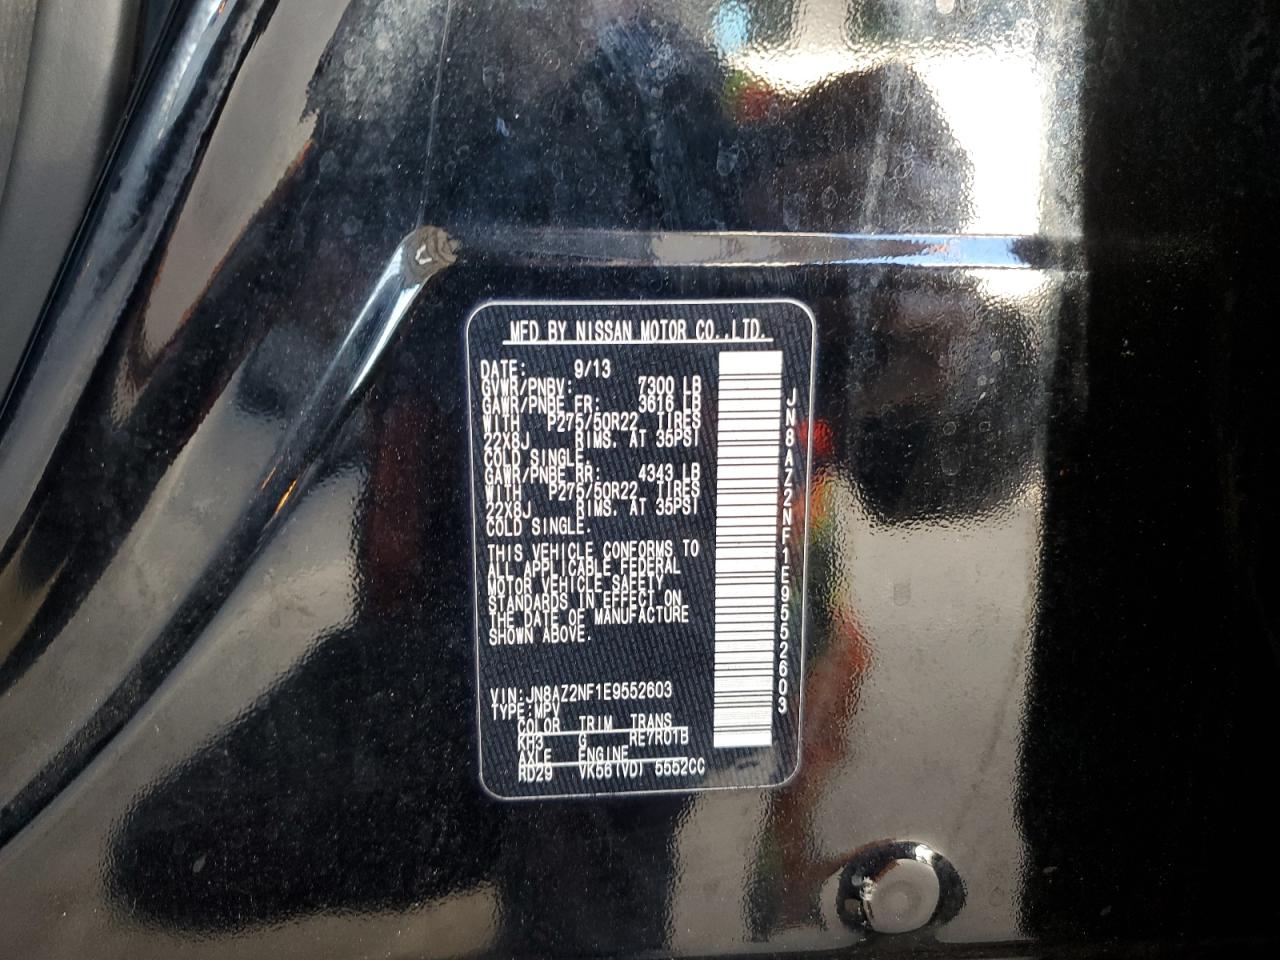 MFD BY NISSAN MOTOR CO.,LTD.
DATE: 9/13
GVWR/PNBV: 7300 LB
GAWR/PNBE FR: 3616 LB
WITH P275/50R22 TIRES
22X8J RIMS. AT 35PSI
COLD SINGLE.
GAWR/PNBE RR: 4343 LB
WITH P275/50R22 TIRES
22X8J RIMS. AT 35PSI
COLD SINGLE.
THIS VEHICLE CONFORMS TO
ALL APPLICABLE FEDERAL
MOTOR VEHICLE SAFETY
STANDARDS IN EFFECT ON
THE DATE OF MANUFACTURE
SHOWN ABOVE.
VIN:JN8AZ2NF1E9552603
TYPE:MPV
COLOR TRIM TRANS
KH3 G RE7R01B
AXLE ENGINE
RD29 VK56(VD) 5552CC
JN8AZ2NF1E9552603